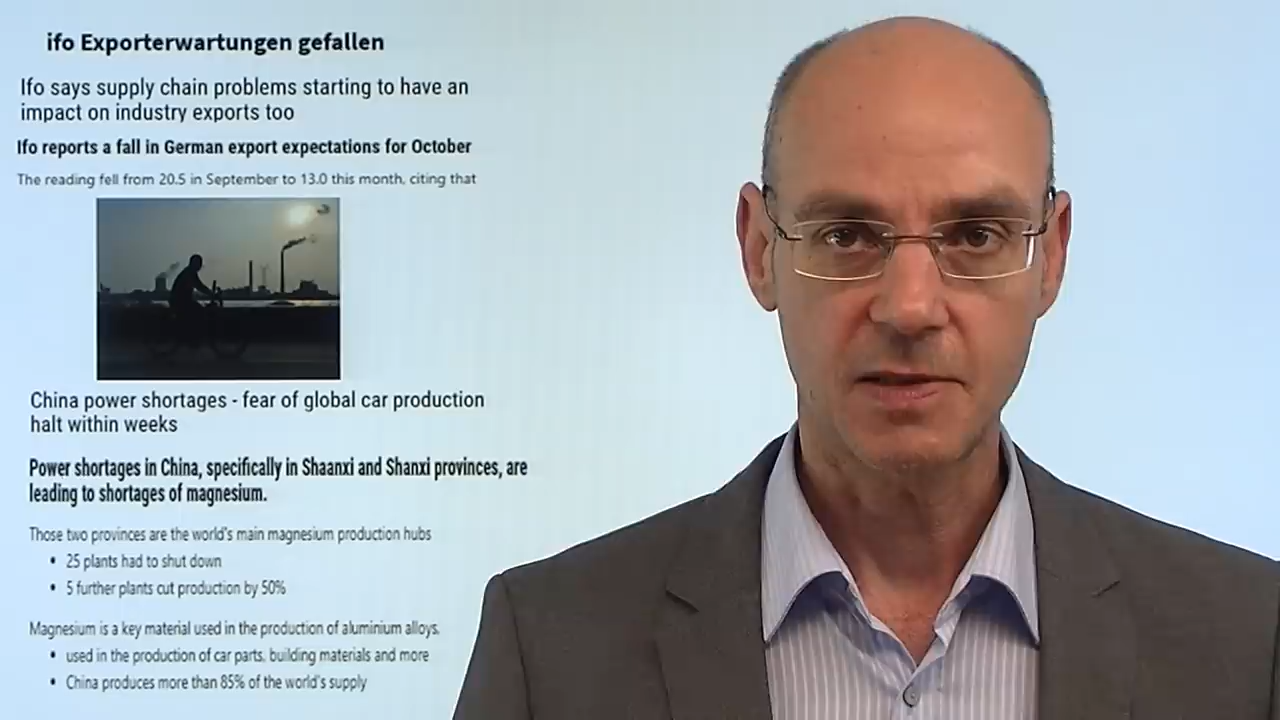 ifo Exporterwartungen gefallen
Ifo says supply chain problems starting to have an
impact on industry exports too
Ifo reports a fall in German export expectations for October
The reading fell from 20.5 in September to 13.0 this month, citing that
China power shortages - fear of global car production
halt within weeks
Power shortages in China, specifically in Shaanxi and Shanxi provinces, are
leading to shortages of magnesium.
Those two provinces are the world's main magnesium production hubs
• 25 plants had to shut down
• 5 further plants cut production by 50%
Magnesium is a key material used in the production of aluminium alloys.
• used in the production of car parts, building materials and more
• China produces more than 85% of the world's supply